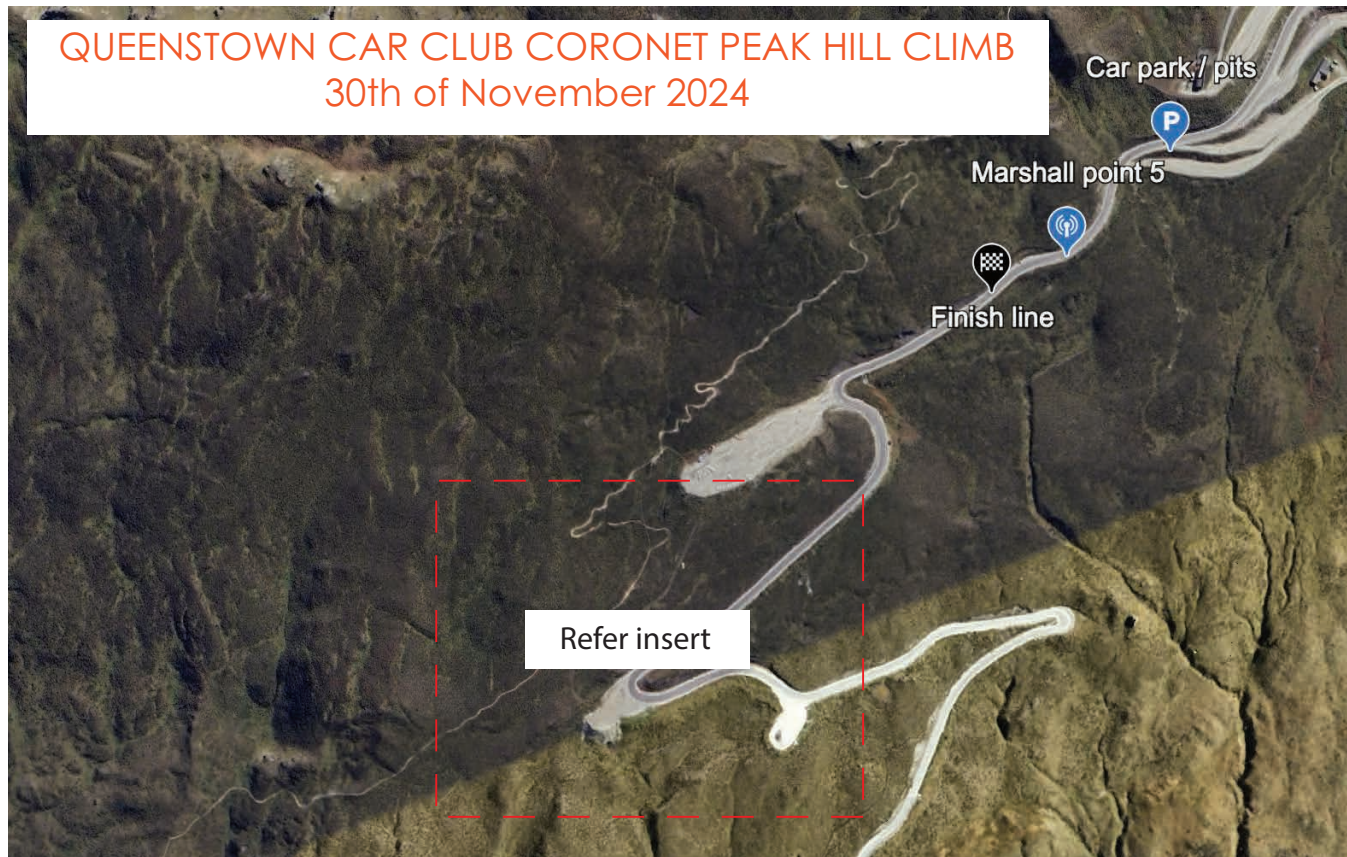 QUEENSTOWN CAR CLUB CORONET PEAK HILL CLIMB
30th of November 2024
Car park / pits
P
Marshall point 5
Finish line
Refer insert